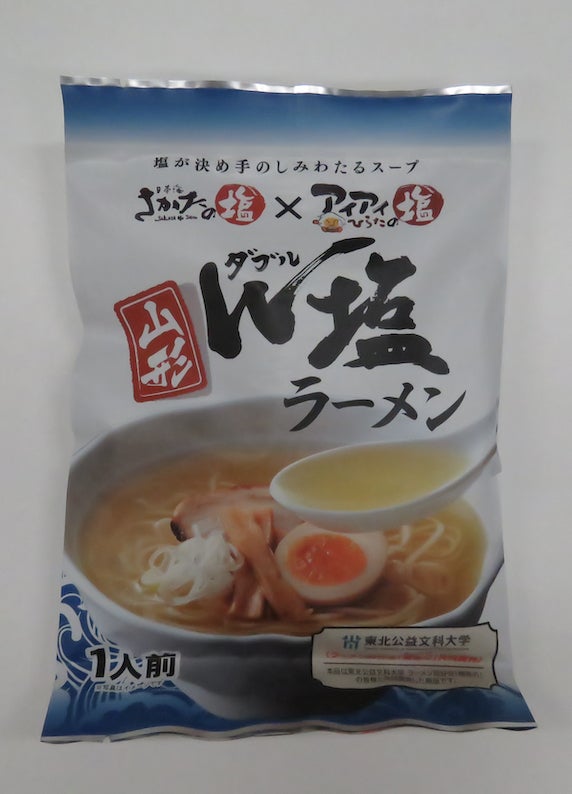 塩が決め手のしみわたるスープ
日本海
さかたの塩 × アイアイひらたの塩
ダブル
W塩
山形
ラーメン
東北公益文科大学
1人前